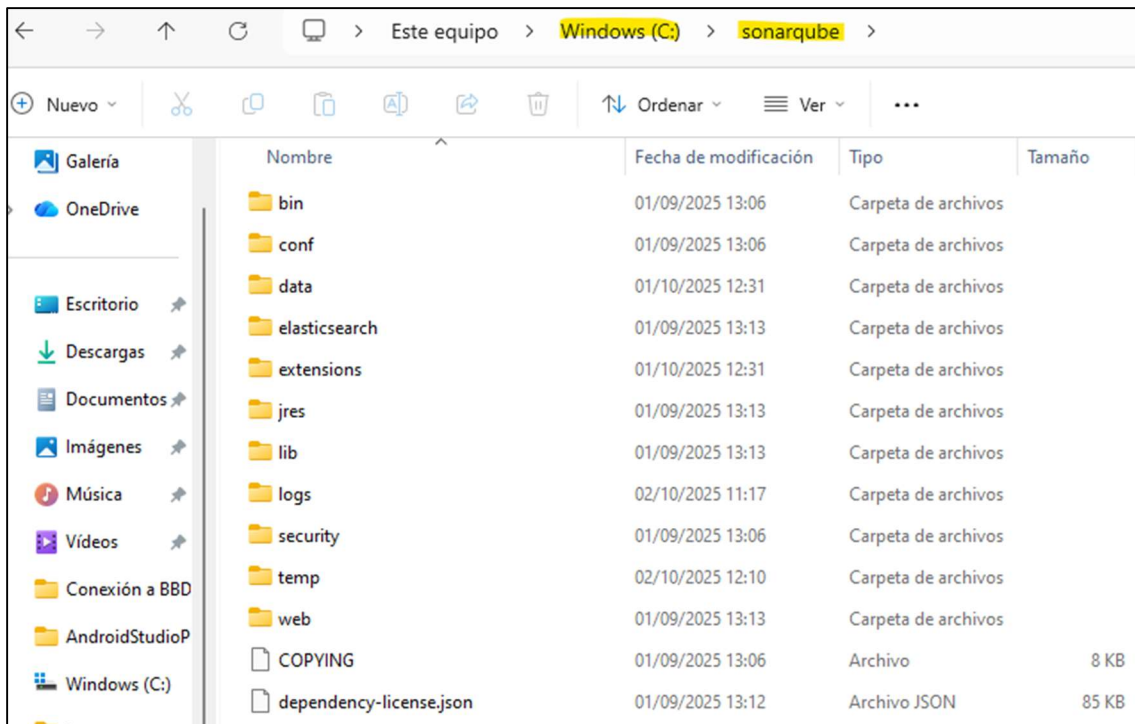 Este equipo > Windows (C:) > sonarqube >
Nuevo Ordenar Ver ...
Galería
OneDrive
Escritorio
Descargas
Documentos
Imágenes
Música
Vídeos
Conexión a BBD
AndroidStudioP
Windows (C:)
Nombre Fecha de modificación Tipo Tamaño
bin 01/09/2025 13:06 Carpeta de archivos
conf 01/09/2025 13:06 Carpeta de archivos
data 01/10/2025 12:31 Carpeta de archivos
elasticsearch 01/09/2025 13:13 Carpeta de archivos
extensions 01/10/2025 12:31 Carpeta de archivos
jres 01/09/2025 13:13 Carpeta de archivos
lib 01/09/2025 13:13 Carpeta de archivos
logs 02/10/2025 11:17 Carpeta de archivos
security 01/09/2025 13:06 Carpeta de archivos
temp 02/10/2025 12:10 Carpeta de archivos
web 01/09/2025 13:13 Carpeta de archivos
COPYING 01/09/2025 13:06 Archivo 8 KB
dependency-license.json 01/09/2025 13:12 Archivo JSON 85 KB